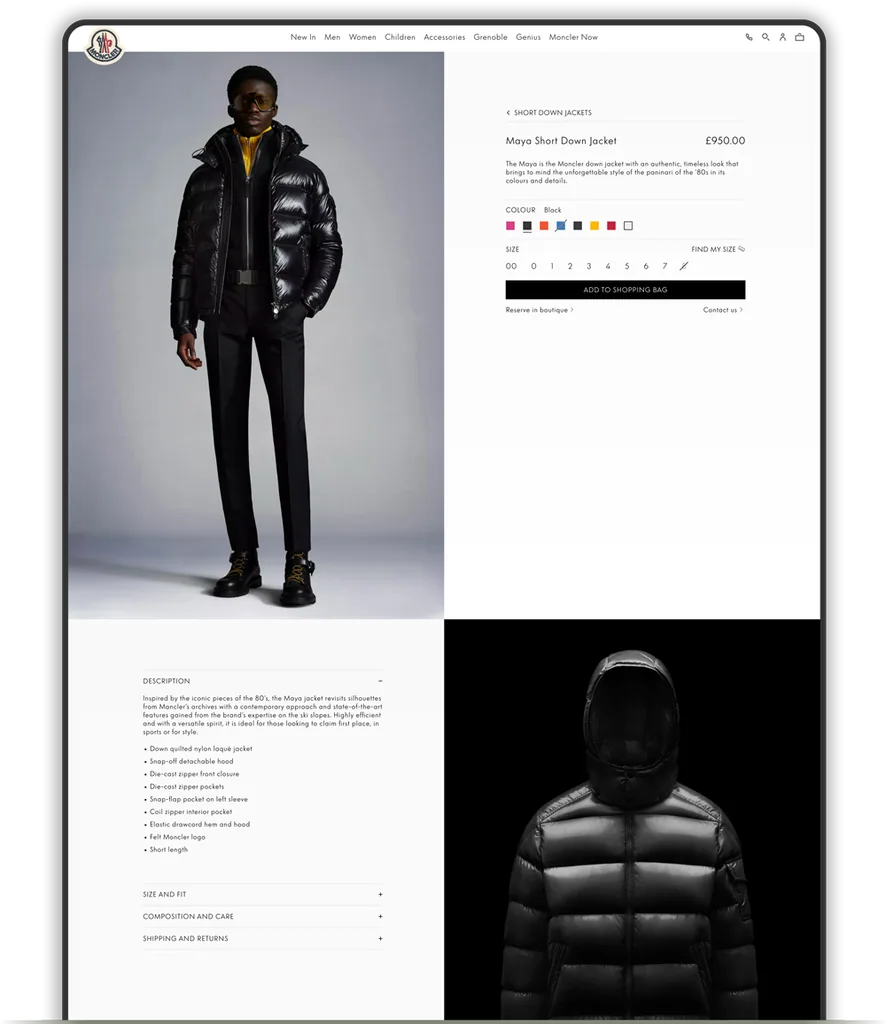 MONCLER
New In Men Women Children Accessories Grenoble Genius Moncler Now
SHORT DOWN JACKETS
Maya Short Down Jacket £950.00
The Maya is the Moncler down jacket with an authentic, timeless look that
brings to mind the unforgettable style of the paninari of the '80s in its
colours and details.
COLOUR Black
SIZE FIND MY SIZE
00 0 1 2 3 4 5 6 7 8
ADD TO SHOPPING BAG
Reserve in boutique Contact us
DESCRIPTION
Inspired by the iconic pieces of the 80's, the Maya jacket revisits silhouettes
from Moncler's archives with a contemporary approach and state-of-the-art
features gained from the brand's expertise on the ski slopes. Highly efficient
and with a versatile spirit, it is ideal for those looking to claim first place, in
sports or for style.
• Down quilted nylon laqué jacket
• Snap-off detachable hood
• Die-cast zipper front closure
• Die-cast zipper pockets
• Snap-flap pocket on left sleeve
• Coil zipper interior pocket
• Elastic drawcord hem and hood
• Felt Moncler logo
• Short length
SIZE AND FIT +
COMPOSITION AND CARE +
SHIPPING AND RETURNS +